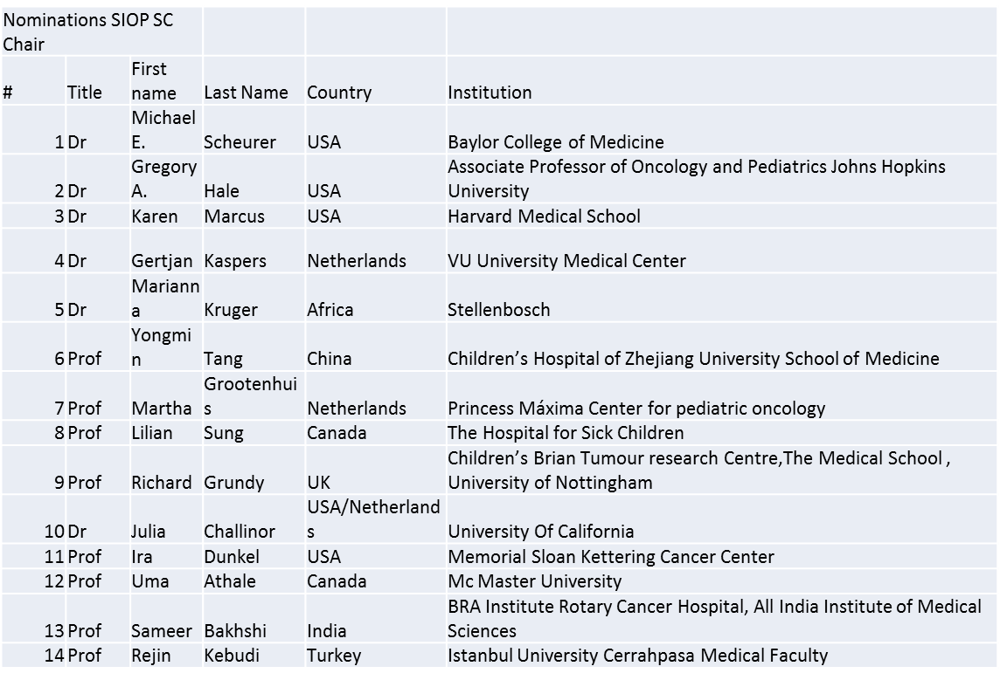 Nominations SIOP SC
Chair
# Title First name Last Name Country Institution
1 Dr Michael E. Scheurer USA Baylor College of Medicine
2 Dr Gregory A. Hale USA Associate Professor of Oncology and Pediatrics Johns Hopkins
University
3 Dr Karen Marcus USA Harvard Medical School
4 Dr Gertjan Kaspers Netherlands VU University Medical Center
5 Dr Marianna Kruger Africa Stellenbosch
6 Prof Yongmin Tang China Children’s Hospital of Zhejiang University School of Medicine
7 Prof Martha Grootenhuis Netherlands Princess Máxima Center for pediatric oncology
8 Prof Lilian Sung Canada The Hospital for Sick Children
9 Prof Richard Grundy UK Children’s Brian Tumour research Centre,The Medical School ,
University of Nottingham
10 Dr Julia Challinor USA/Netherlands University Of California
11 Prof Ira Dunkel USA Memorial Sloan Kettering Cancer Center
12 Prof Uma Athale Canada Mc Master University
13 Prof Sameer Bakhshi India BRA Institute Rotary Cancer Hospital, All India Institute of Medical
Sciences
14 Prof Rejin Kebudi Turkey Istanbul University Cerrahpasa Medical Faculty